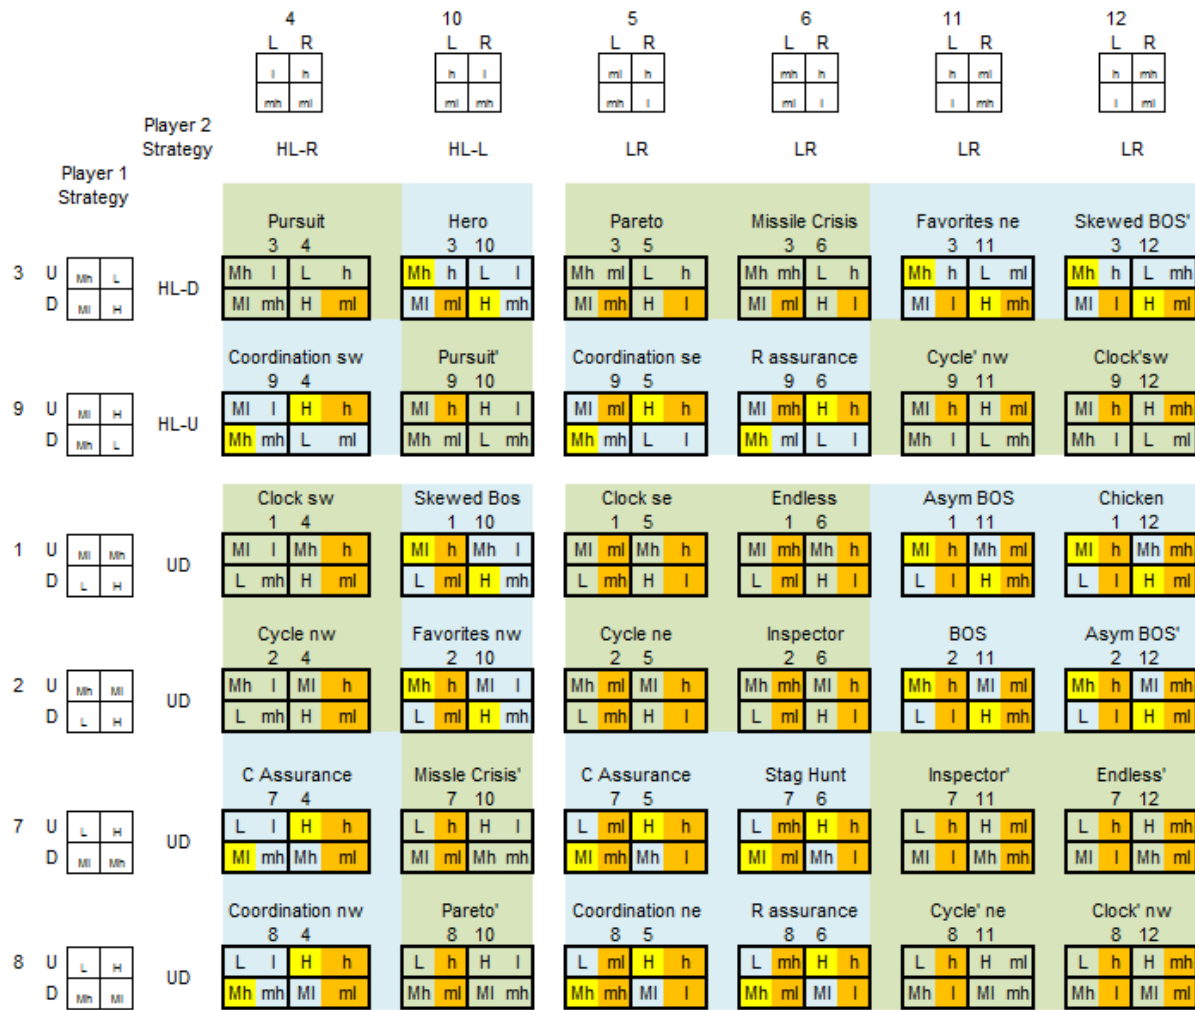 4 10 5 6 11 12
L R L R L R L R L R L R
l h h l ml h mh h h ml h mh
mh ml ml mh mh l ml l l mh l ml
Player 2
Strategy HL-R HL-L LR LR LR LR
Player 1
Strategy
Pursuit Hero Pareto Missile Crisis Favorites ne Skewed BOS'
3 4 3 10 3 5 3 6 3 11 3 12
3 U Mh L Mh l L h Mh h L l Mh ml L h Mh mh L h Mh h L ml Mh h L mh
D Ml H HL-D Ml mh H ml Ml ml H mh Ml mh H l Ml ml H l Ml l H mh Ml l H ml
Coordination sw Pursuit' Coordination se R assurance Cycle' nw Clock'sw
9 4 9 10 9 5 9 6 9 11 9 12
9 U Ml H Ml l H h Ml h H l Ml ml H h Ml mh H h Ml h H ml Ml h H mh
D Mh L HL-U Mh mh L ml Mh ml L mh Mh mh L l Mh ml L l Mh l L mh Mh l L ml
Clock sw Skewed Bos Clock se Endless Asym BOS Chicken
1 4 1 10 1 5 1 6 1 11 1 12
1 U Ml Mh Ml l Mh h Ml h Mh l Ml ml Mh h Ml mh Mh h Ml h Mh ml Ml h Mh mh
D L H UD L mh H ml L ml H mh L mh H l L ml H l L l H mh L l H ml
Cycle nw Favorites nw Cycle ne Inspector BOS Asym BOS'
2 4 2 10 2 5 2 6 2 11 2 12
2 U Mh Ml Mh l Ml h Mh h Ml l Mh ml Ml h Mh mh Ml h Mh h Ml ml Mh h Ml mh
D L H UD L mh H ml L ml H mh L mh H l L ml H l L l H mh L l H ml
C Assurance Missle Crisis' C Assurance Stag Hunt Inspector' Endless'
7 4 7 10 7 5 7 6 7 11 7 12
7 U L H L l H h L h H l L ml H h L mh H h L h H ml L h H mh
D Ml Mh UD Ml mh Mh ml Ml ml Mh mh Ml mh Mh l Ml ml Mh l Ml l Mh mh Ml l Mh ml
Coordination nw Pareto' Coordination ne R assurance Cycle' ne Clock' nw
8 4 8 10 8 5 8 6 8 11 8 12
8 U L H L l H h L h H l L ml H h L mh H h L h H ml L h H mh
D Mh Ml UD Mh mh Ml ml Mh ml Ml mh Mh mh Ml l Mh ml Ml l Mh l Ml mh Mh l Ml ml